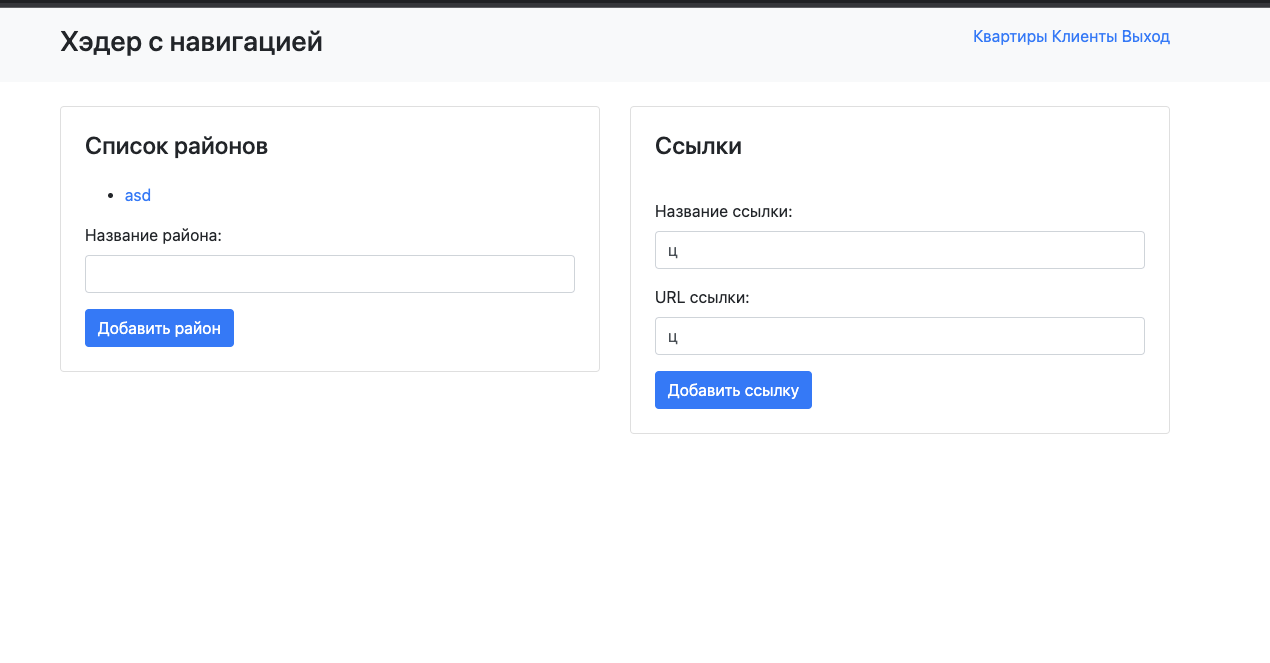 Хэдер с навигацией
Квартиры Клиенты Выход
Список районов
asd
Название района:
Добавить район
Ссылки
Название ссылки:
ц
URL ссылки:
ц
Добавить ссылку